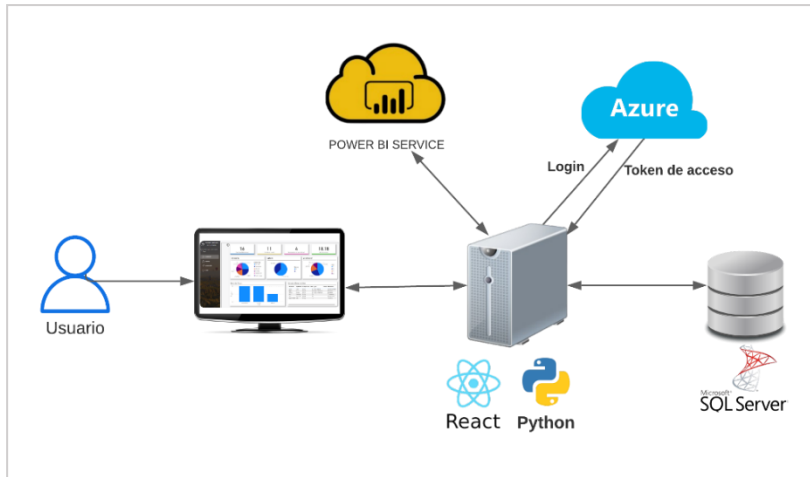 POWER BI SERVICE
Azure
Login
Token de acceso
Usuario
React
Python
Microsoft
SQL Server